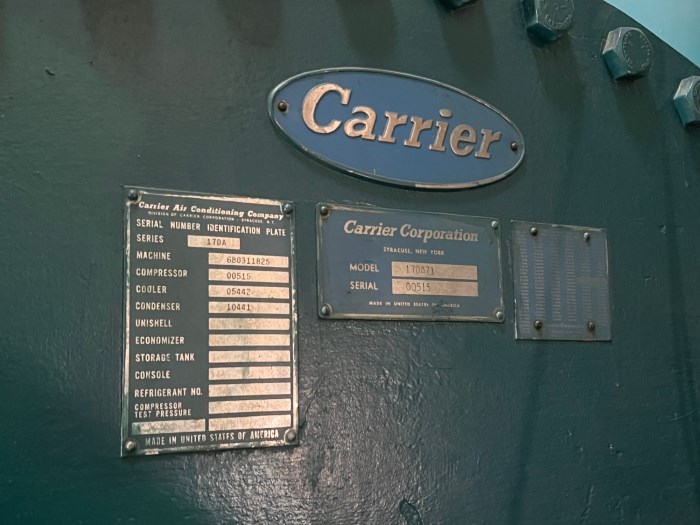 Carrier
Carrier Air Conditioning Company
DIVISION OF CARRIER CORPORATION · SYRACUSE, N.Y.
SERIAL NUMBER IDENTIFICATION PLATE
SERIES 170A
MACHINE 680311825
COMPRESSOR 00515
COOLER 05442
CONDENSER 10441
UNISHELL
ECONOMIZER
STORAGE TANK
CONSOLE
REFRIGERANT NO.
COMPRESSOR
TEST PRESSURE
MADE IN UNITED STATES OF AMERICA
Carrier Corporation
SYRACUSE, NEW YORK
MODEL
SERIAL 00515
MADE IN UNITED STATES OF AMERICA